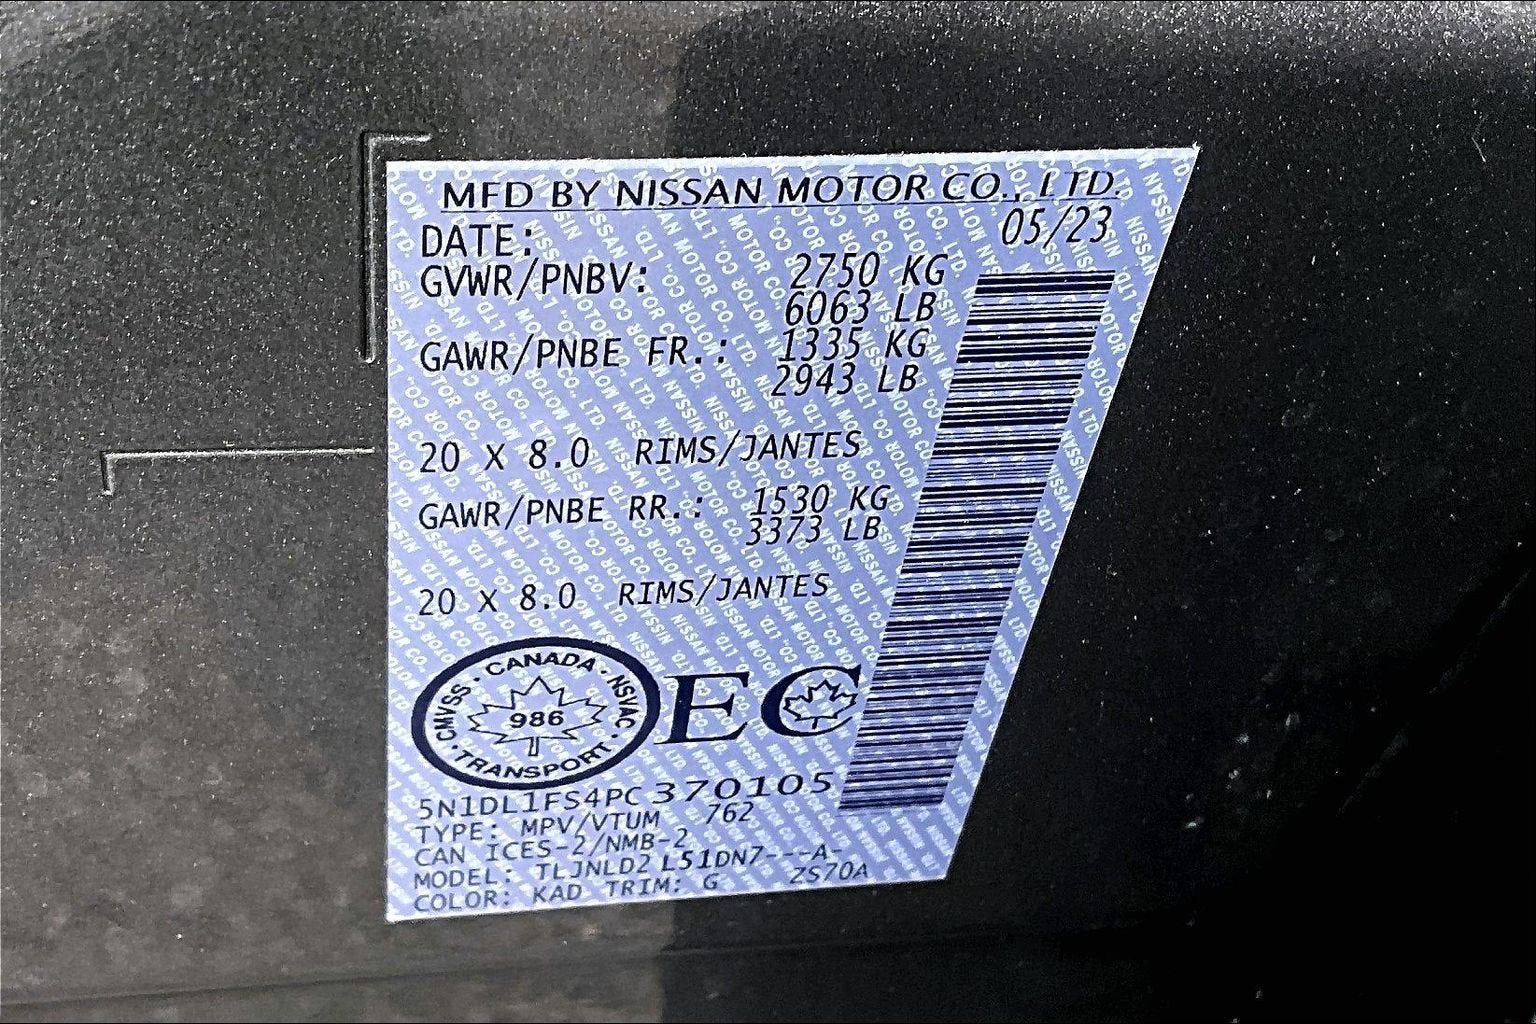 MFD BY NISSAN MOTOR CO., LTD.
DATE: 05/23
GVWR/PNBV: 2750 KG
6063 LB
GAWR/PNBE FR.: 1335 KG
2943 LB
20 X 8.0 RIMS/JANTES
GAWR/PNBE RR.: 1530 KG
3373 LB
20 X 8.0 RIMS/JANTES
CANADA · NSVAC · TRANSPORT · CMVSS ·
986
EC
5N1DL1FS4PC370105
TYPE: MPV/VTUM 762
CAN ICES-2/NMB-2
MODEL: TLJNLD2 L51DN7---A-
COLOR: KAD TRIM: G ZS70A